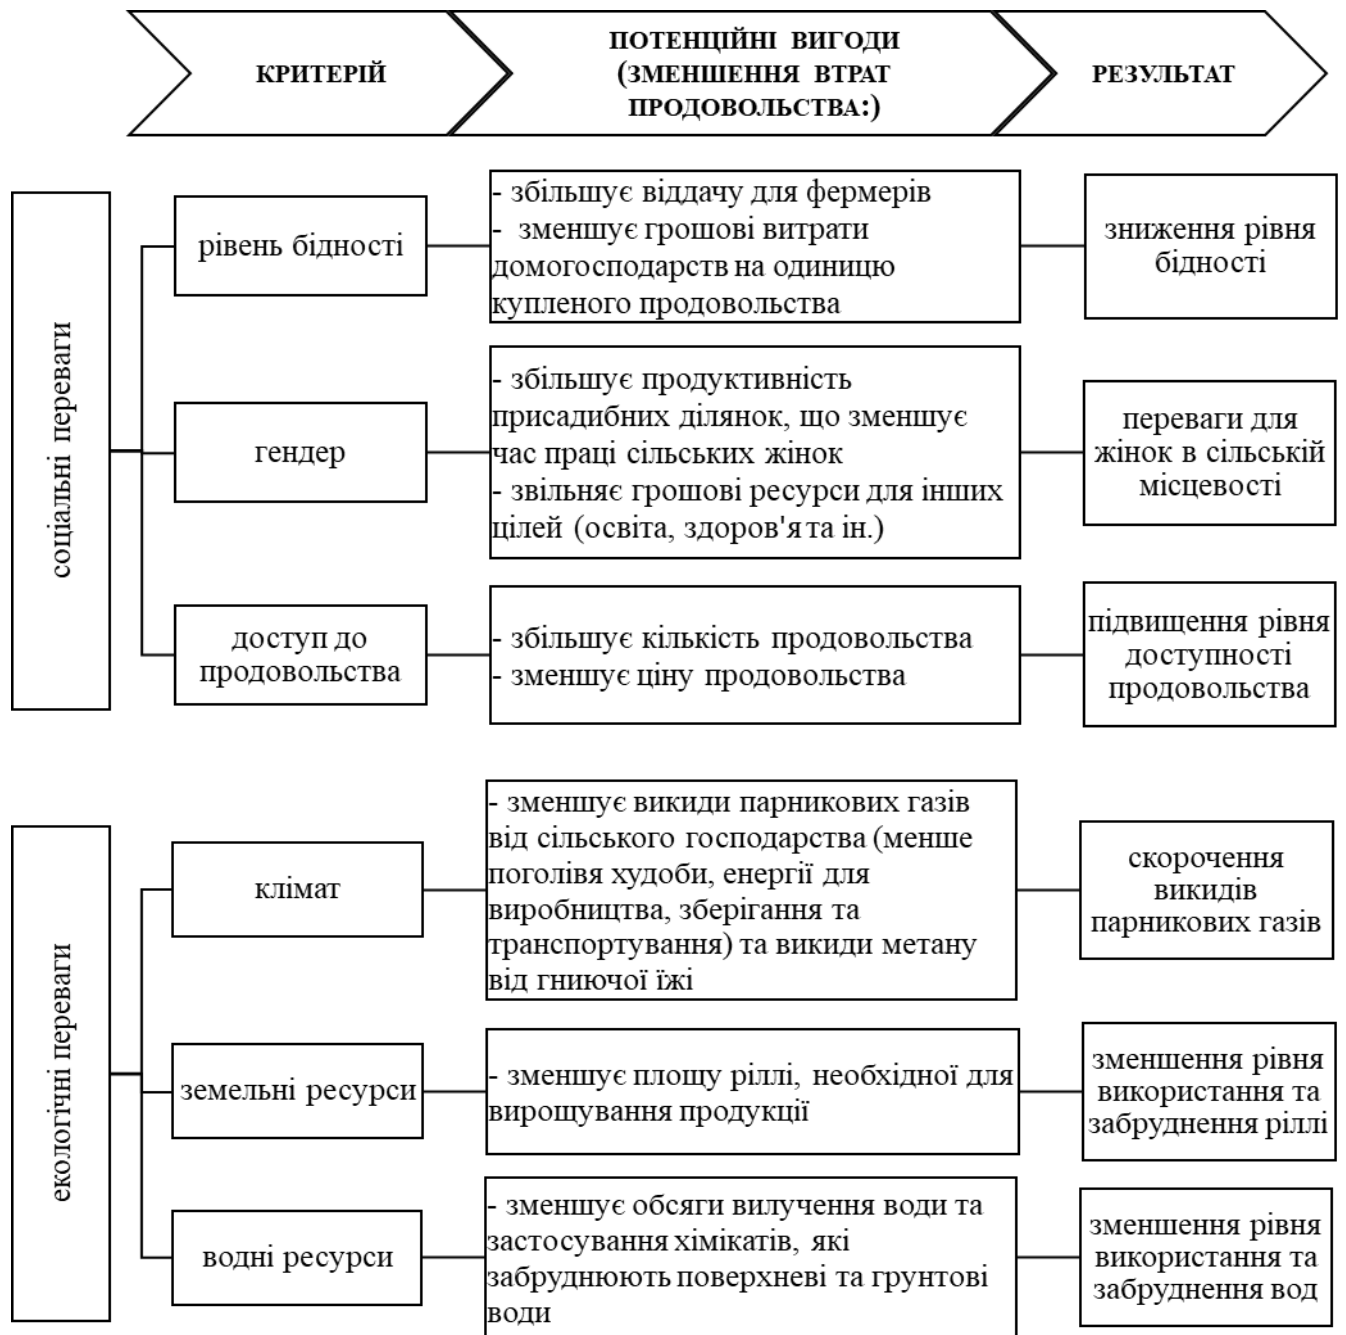 КРИТЕРІЙ
ПОТЕНЦІЙНІ ВИГОДИ
(ЗМЕНШЕННЯ ВТРАТ
ПРОДОВОЛЬСТВА:)
РЕЗУЛЬТАТ
соціальні переваги
рівень бідності
- збільшує віддачу для фермерів
- зменшує грошові витрати
домогосподарств на одиницю
купленого продовольства
зниження рівня
бідності
гендер
- збільшує продуктивність
присадибних ділянок, що зменшує
час праці сільських жінок
- звільняє грошові ресурси для інших
цілей (освіта, здоров'я та ін.)
переваги для
жінок в сільській
місцевості
доступ до
продовольства
- збільшує кількість продовольства
- зменшує ціну продовольства
підвищення рівня
доступності
продовольства
екологічні переваги
клімат
- зменшує викиди парникових газів
від сільського господарства (менше
поголівя худоби, енергії для
виробництва, зберігання та
транспортування) та викиди метану
від гниючої їжі
скорочення
викидів
парникових газів
земельні ресурси
- зменшує площу ріллі, необхідної для
вирощування продукції
зменшення рівня
використання та
забруднення ріллі
водні ресурси
- зменшує обсяги вилучення води та
застосування хімікатів, які
забруднюють поверхневі та грунтові
води
зменшення рівня
використання та
забруднення вод